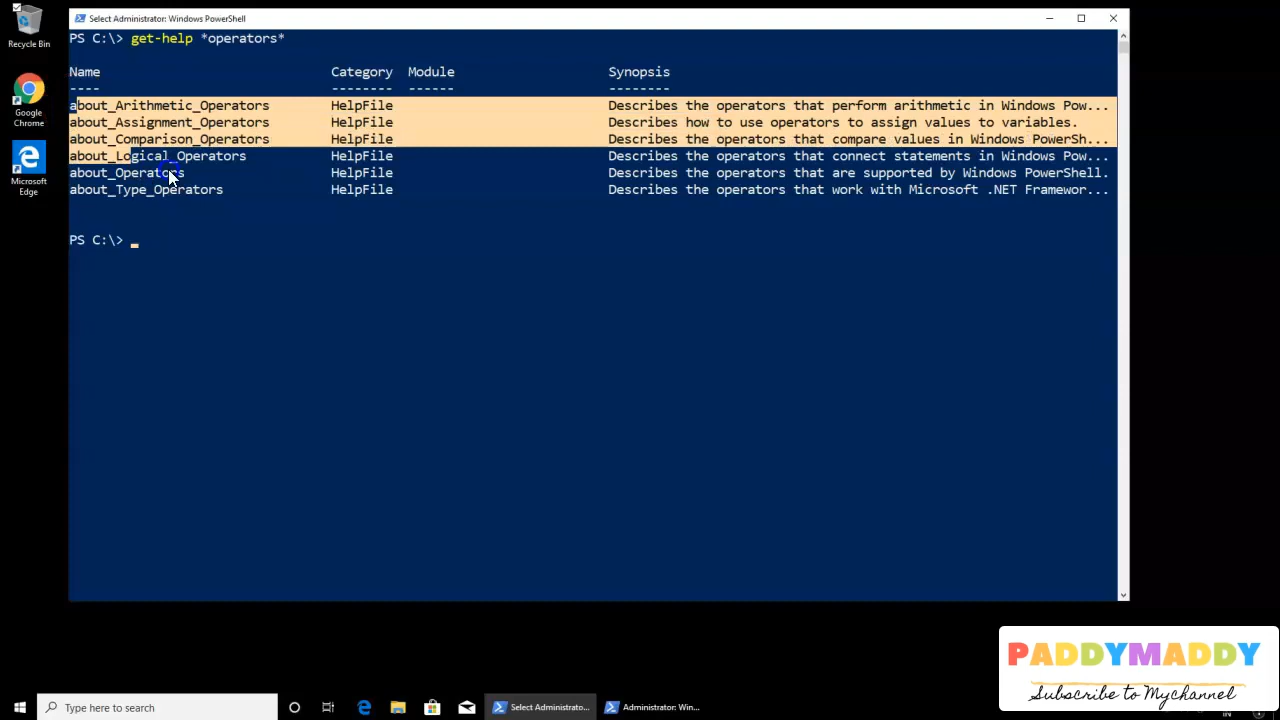 Select Administrator: Windows PowerShell
PS C:\> get-help *operators*
Name Category Module Synopsis
---- -------- ------ --------
about_Arithmetic_Operators HelpFile Describes the operators that perform arithmetic in Windows Pow...
about_Assignment_Operators HelpFile Describes how to use operators to assign values to variables.
about_Comparison_Operators HelpFile Describes the operators that compare values in Windows PowerSh...
about_Logical_Operators HelpFile Describes the operators that connect statements in Windows Pow...
about_Operators HelpFile Describes the operators that are supported by Windows PowerShell.
about_Type_Operators HelpFile Describes the operators that work with Microsoft .NET Framewor...
PS C:\>
Recycle Bin
Google
Chrome
Microsoft
Edge
PADDYMADDY
Subscribe to Mychannel
Type here to search
Select Administrato...
Administrator: Win...
IN